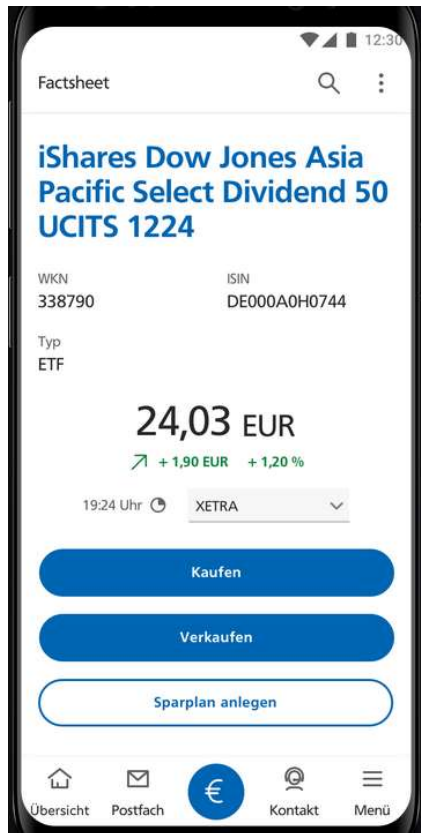 12:30
Factsheet
iShares Dow Jones Asia
Pacific Select Dividend 50
UCITS 1224
WKN ISIN
338790 DE000A0H0744
Typ
ETF
24,03 EUR
+ 1,90 EUR + 1,20 %
19:24 Uhr XETRA
Kaufen
Verkaufen
Sparplan anlegen
€
Übersicht Postfach Kontakt Menü